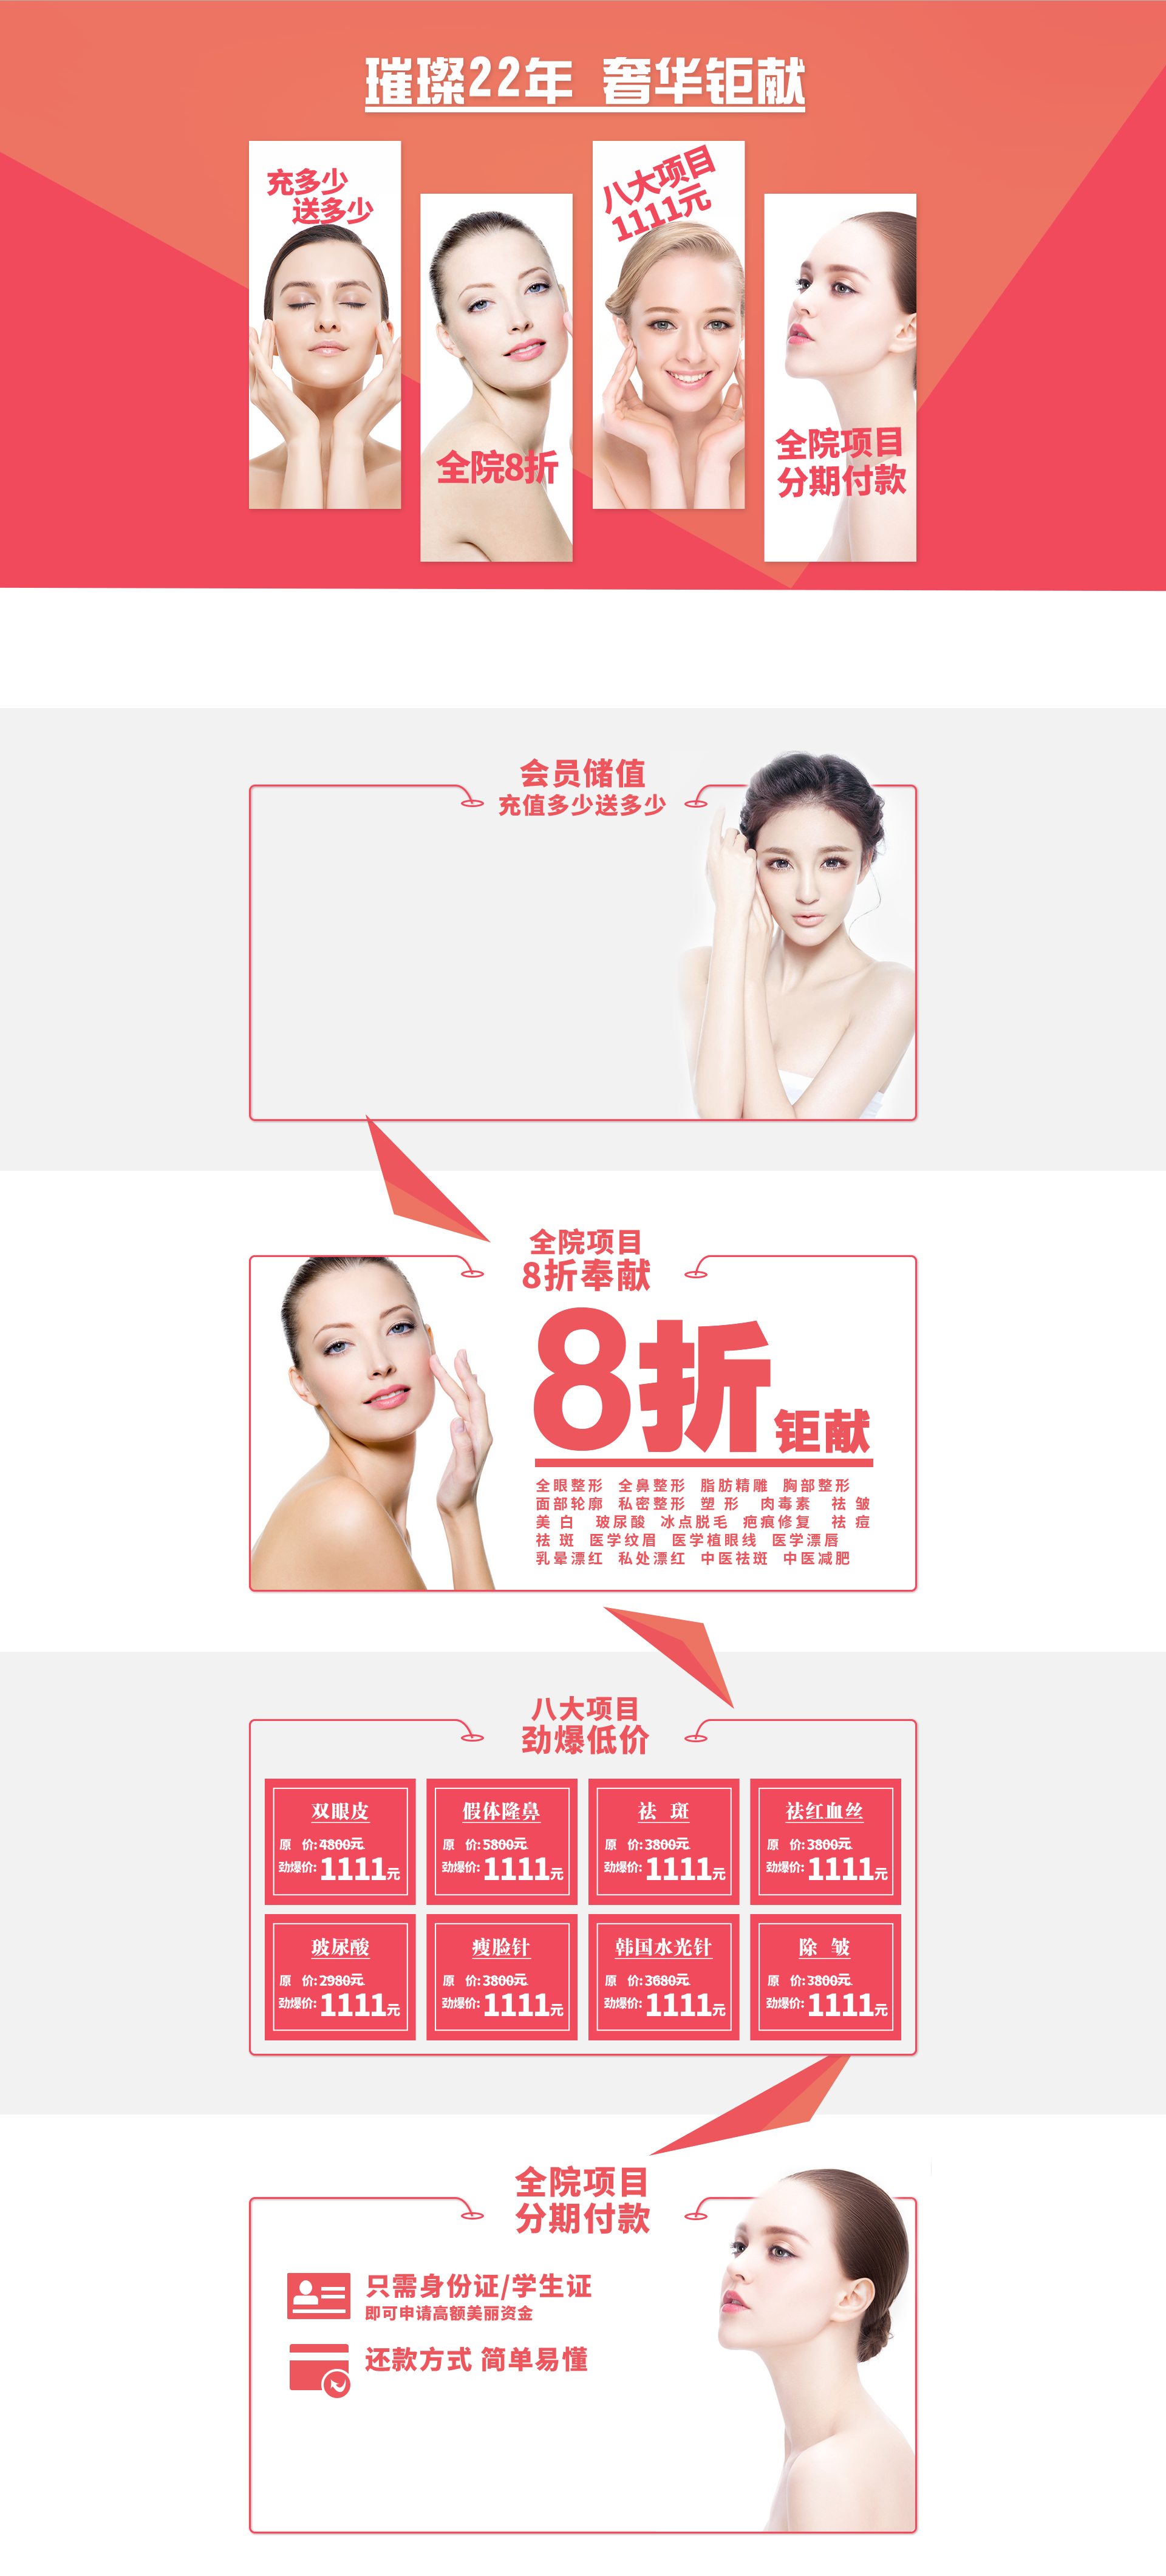 璀璨22年 奢华钜献
充多少
送多少
全院8折
八大项目
1111元
全院项目
分期付款
会员储值
充值多少送多少
全院项目
8折奉献
8折 钜献
全眼整形 全鼻整形 脂肪精雕 胸部整形
面部轮廓 私密整形 塑 形 肉毒素 祛 皱
美 白 玻尿酸 冰点脱毛 疤痕修复 祛 痘
祛 斑 医学纹眉 医学植眼线 医学漂唇
乳晕漂红 私处漂红 中医祛斑 中医减肥
八大项目
劲爆低价
双眼皮
原 价:4800元
劲爆价:1111元
假体隆鼻
原 价:5800元
劲爆价:1111元
祛 斑
原 价:3800元
劲爆价:1111元
祛红血丝
原 价:3800元
劲爆价:1111元
玻尿酸
原 价:2980元
劲爆价:1111元
瘦脸针
原 价:3800元
劲爆价:1111元
韩国水光针
原 价:3680元
劲爆价:1111元
除 皱
原 价:3800元
劲爆价:1111元
全院项目
分期付款
只需身份证/学生证
即可申请高额美丽资金
还款方式 简单易懂